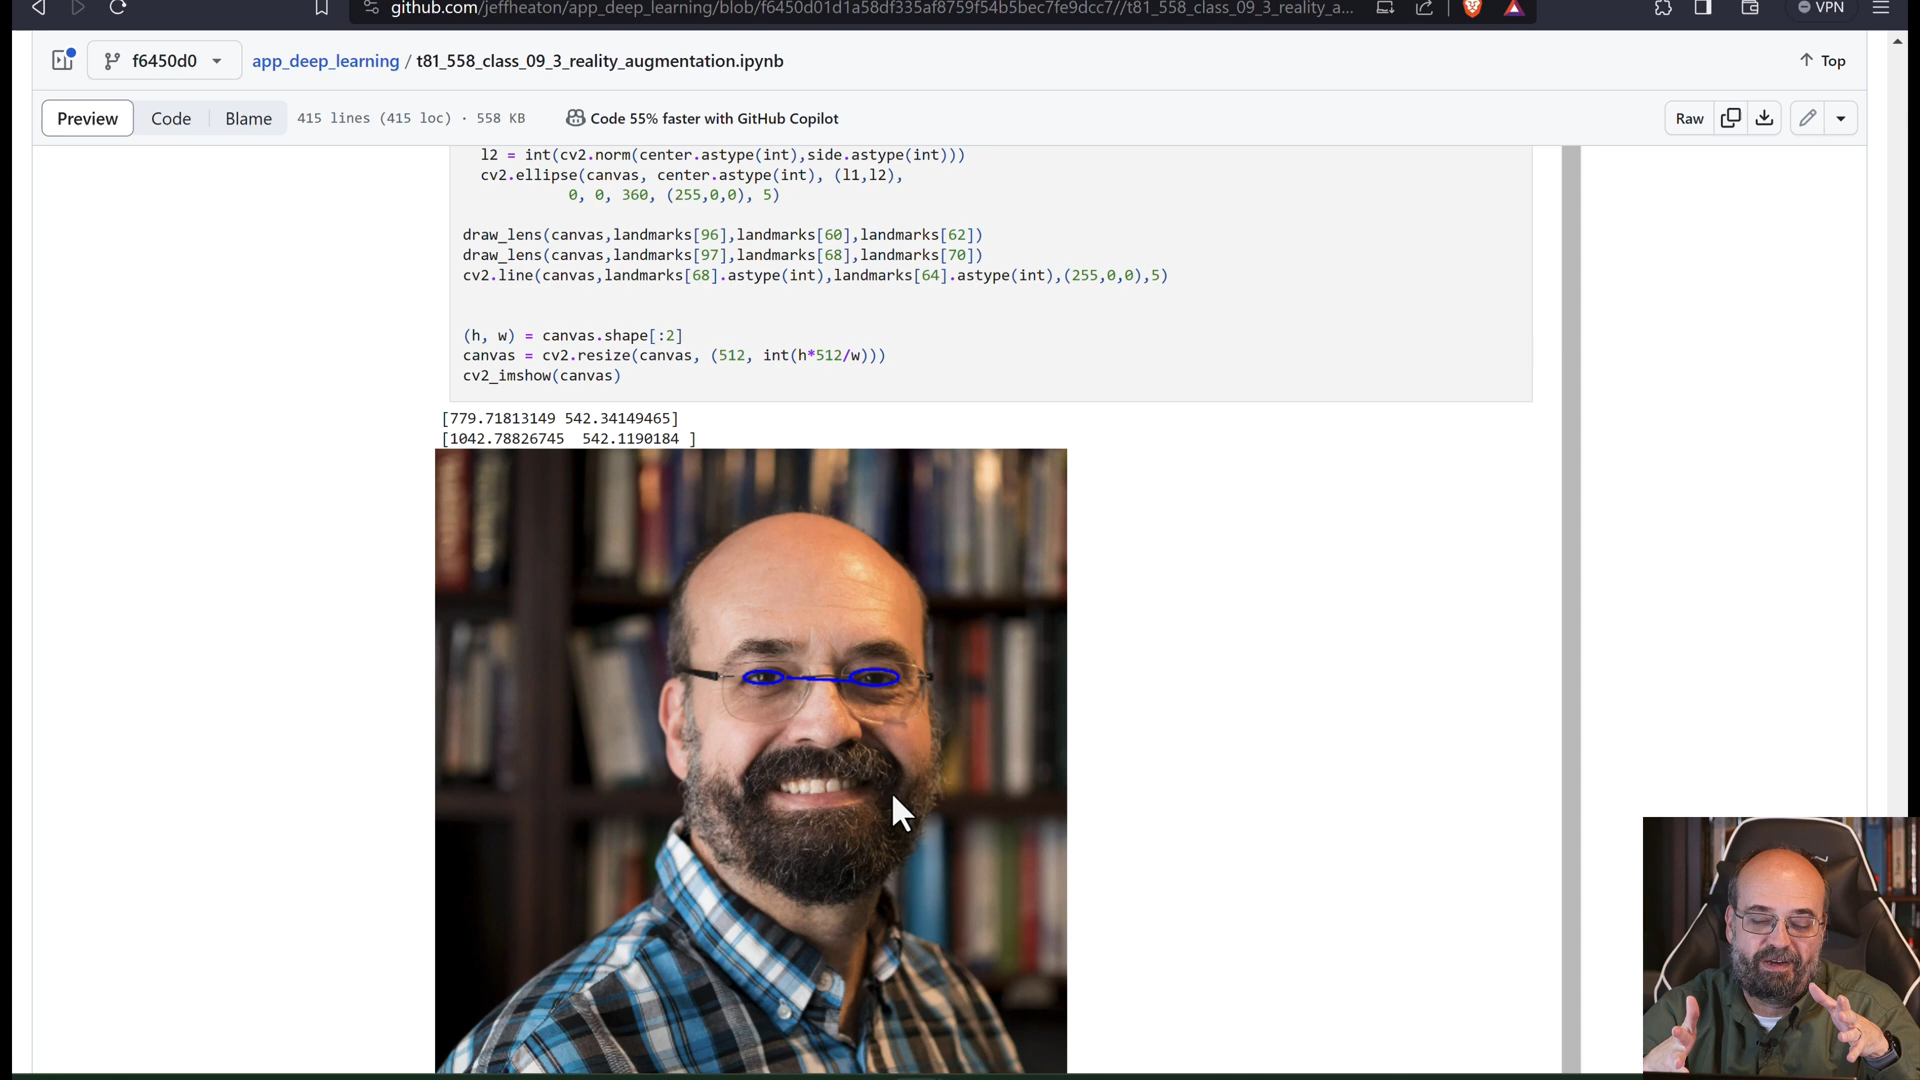 github.com/jeffheaton/app_deep_learning/blob/f6450d01d1a58df335af8759f54b5bec7fe9dcc7//t81_558_class_09_3_reality_a...
VPN
f6450d0
app_deep_learning / t81_558_class_09_3_reality_augmentation.ipynb
Top
Preview Code Blame 415 lines (415 loc) · 558 KB Code 55% faster with GitHub Copilot
Raw
l2 = int(cv2.norm(center.astype(int),side.astype(int)))
cv2.ellipse(canvas, center.astype(int), (l1,l2),
0, 0, 360, (255,0,0), 5)
draw_lens(canvas,landmarks[96],landmarks[60],landmarks[62])
draw_lens(canvas,landmarks[97],landmarks[68],landmarks[70])
cv2.line(canvas,landmarks[68].astype(int),landmarks[64].astype(int),(255,0,0),5)
(h, w) = canvas.shape[:2]
canvas = cv2.resize(canvas, (512, int(h*512/w)))
cv2_imshow(canvas)
[779.71813149 542.34149465]
[1042.78826745  542.1190184 ]